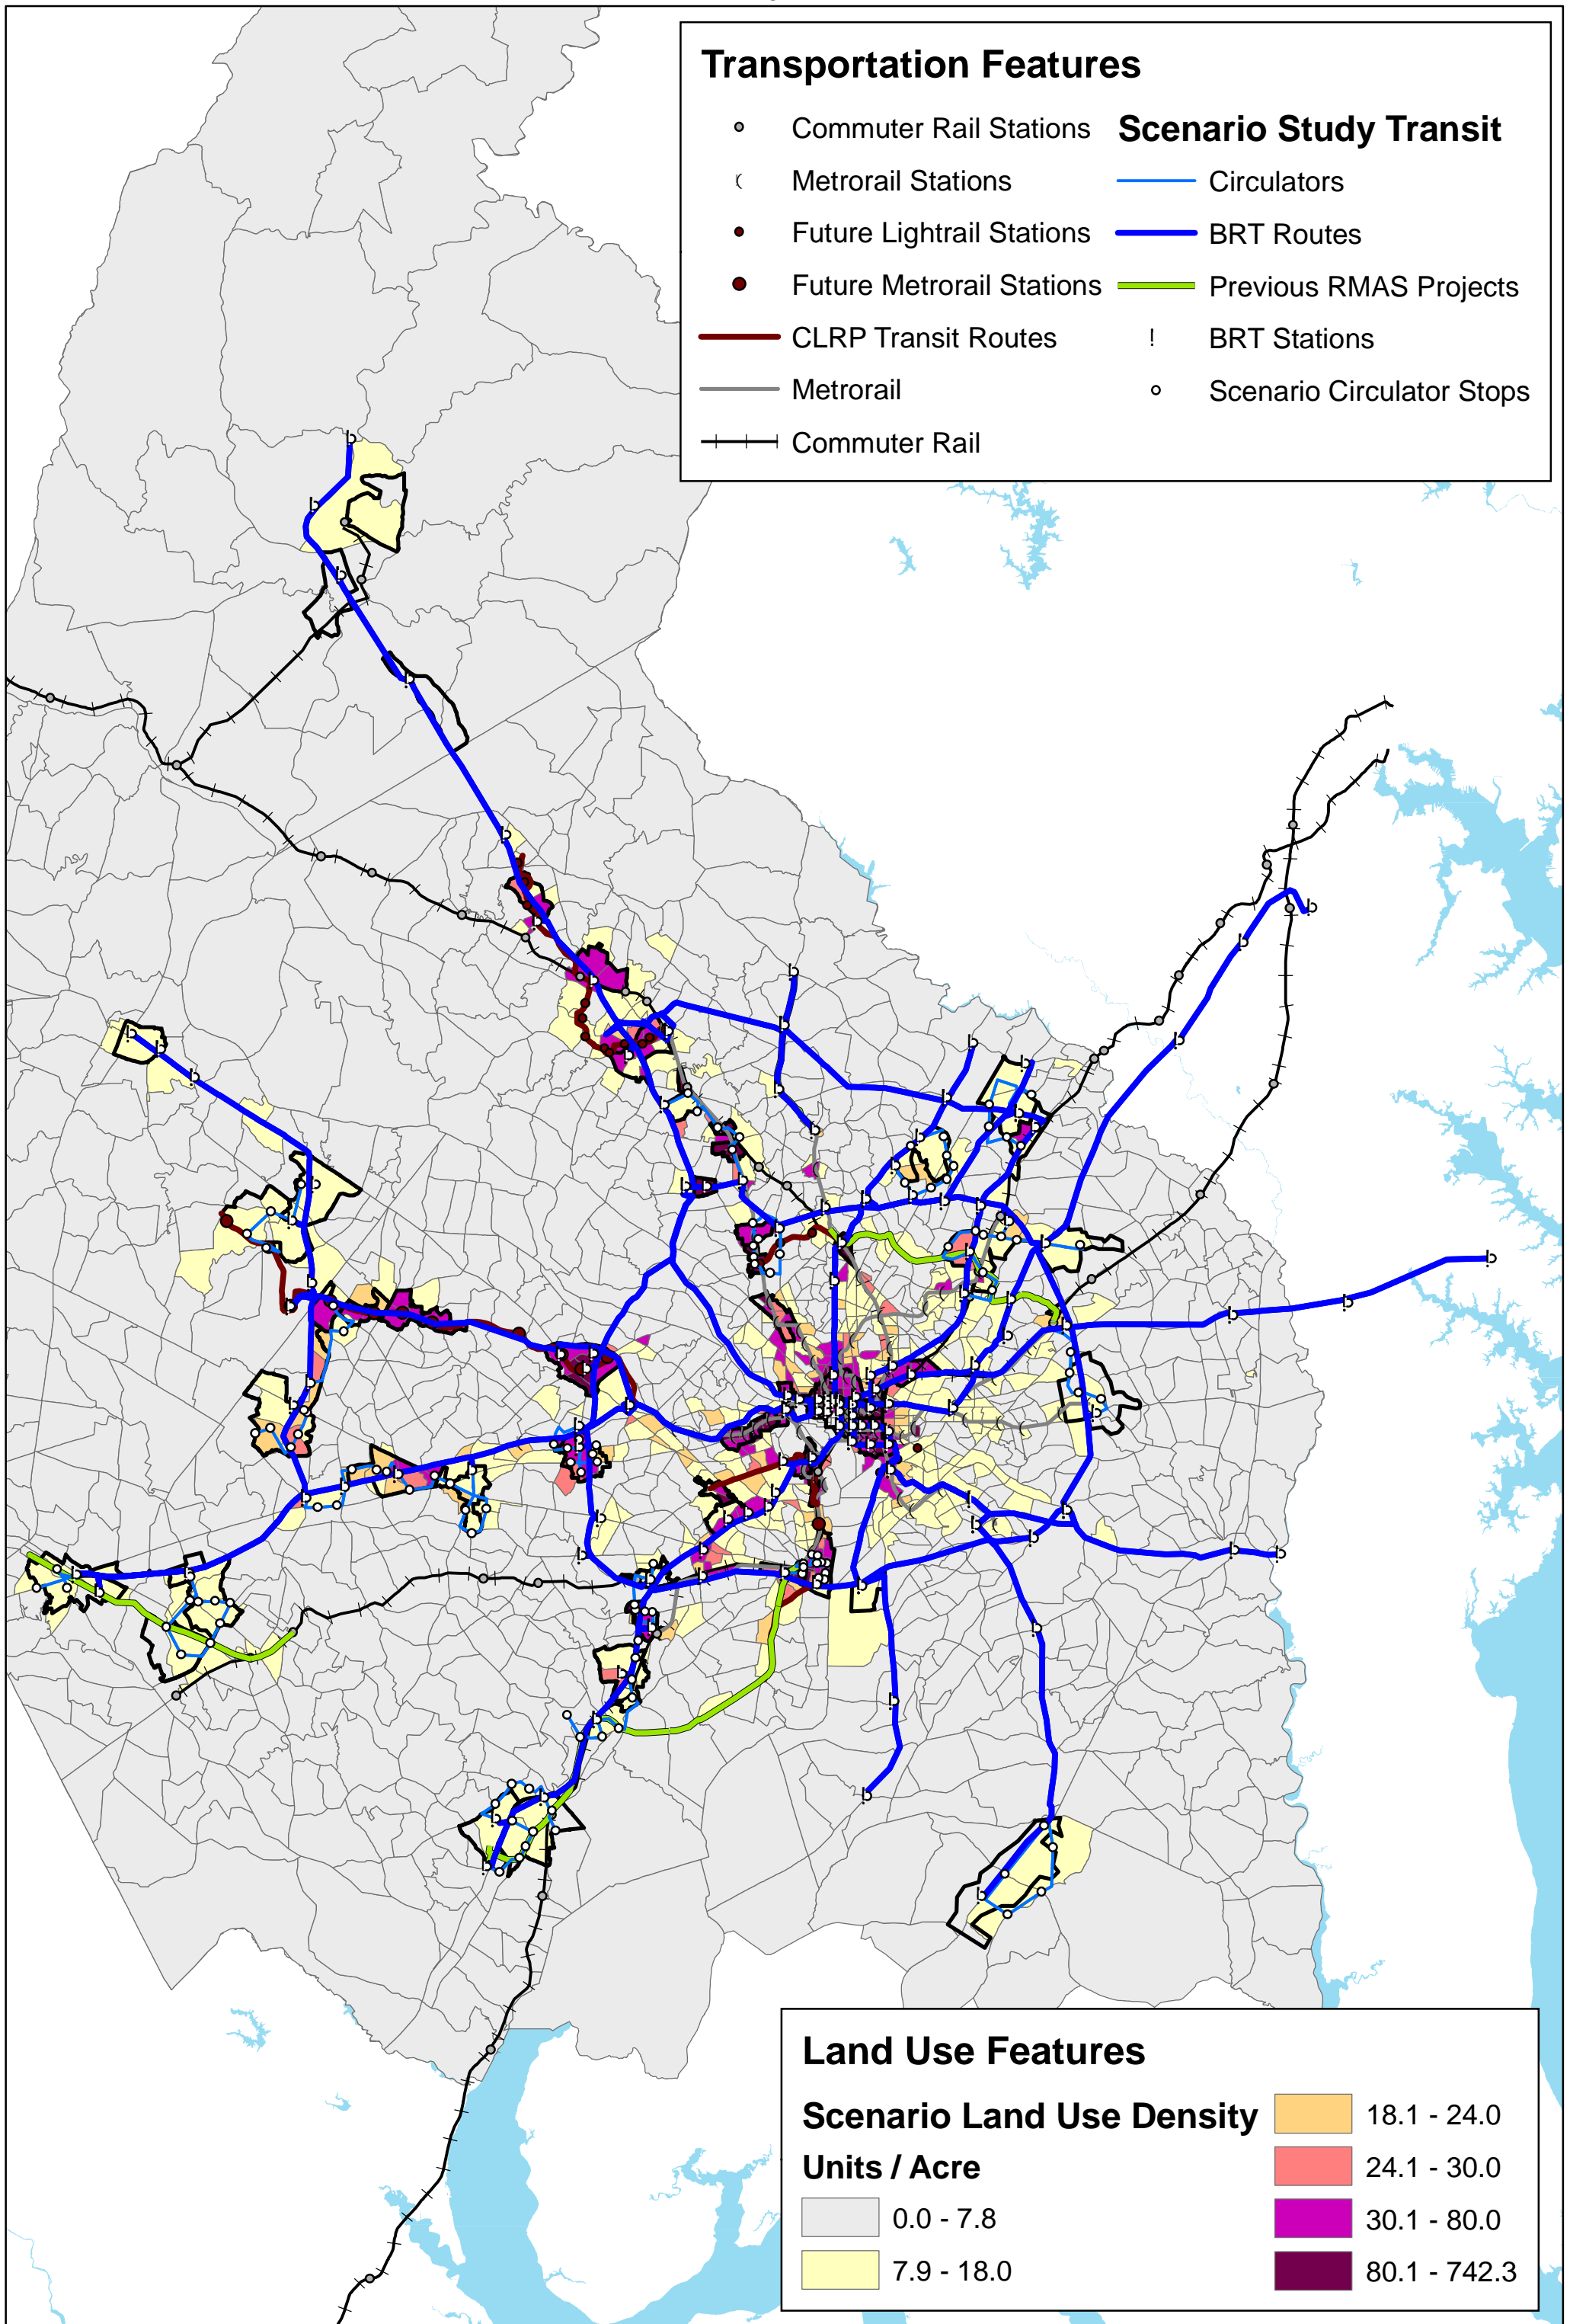 Transportation Features
Commuter Rail Stations
Metrorail Stations
Future Lightrail Stations
Future Metrorail Stations
CLRP Transit Routes
Metrorail
Commuter Rail
Scenario Study Transit
Circulators
BRT Routes
Previous RMAS Projects
BRT Stations
Scenario Circulator Stops
Land Use Features
Scenario Land Use Density
Units / Acre
0.0 - 7.8
7.9 - 18.0
18.1 - 24.0
24.1 - 30.0
30.1 - 80.0
80.1 - 742.3